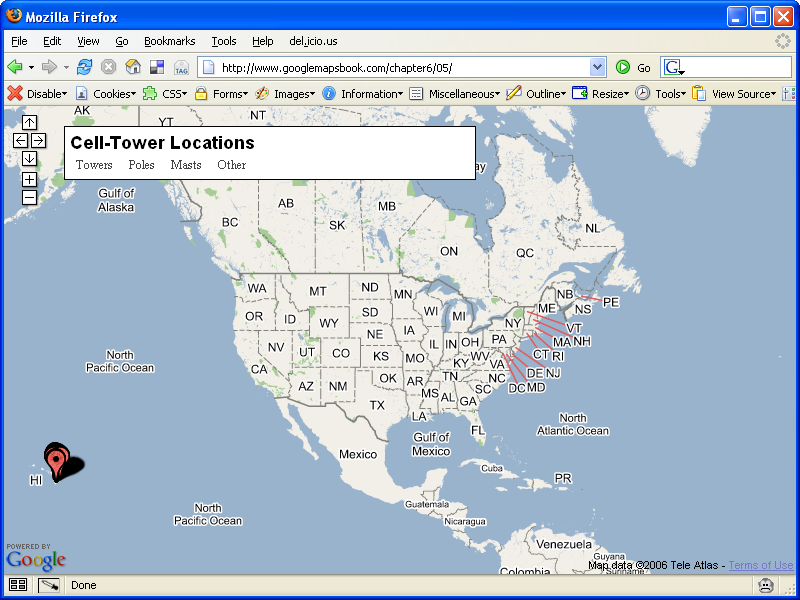 Mozilla Firefox
File Edit View Go Bookmarks Tools Help del.icio.us
TAG http://www.googlemapsbook.com/chapter6/05/ Go G
Disable Cookies CSS Forms Images Information Miscellaneous Outline Resize Tools View Source
AK YT NT
Cell-Tower Locations
Towers Poles Masts Other
ay
Gulf of
Alaska
BC AB SK MB ON QC NL
NB PE NS
WA MT ND MN WI MI ME
OR ID WY SD IA NY VT
NV UT CO NE IL IN OH PA MA NH
CA KS MO KY WV VA CT RI
AZ NM OK AR TN NC DE NJ
TX MS AL GA SC DC MD
LA FL
North
Pacific Ocean
North
Atlantic Ocean
Gulf of
Mexico
Mexico
HI
Cuba
PR
North
Pacific Ocean
Guatemala
Nicaragua
Venezuela
Guyana
Colombia
Suriname
POWERED BY
Google
Map data ©2006 Tele Atlas - Terms of Use
Done